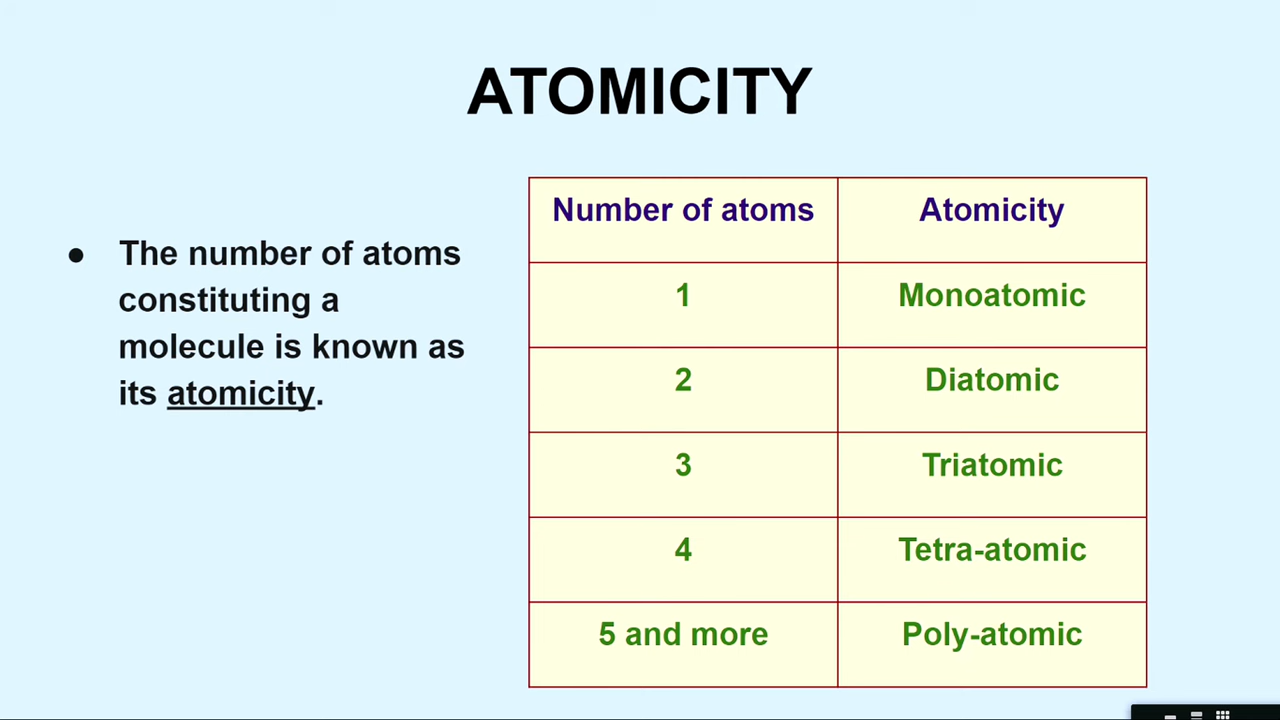 ATOMICITY
● The number of atoms
constituting a
molecule is known as
its atomicity.
Number of atoms Atomicity
1 Monoatomic
2 Diatomic
3 Triatomic
4 Tetra-atomic
5 and more Poly-atomic